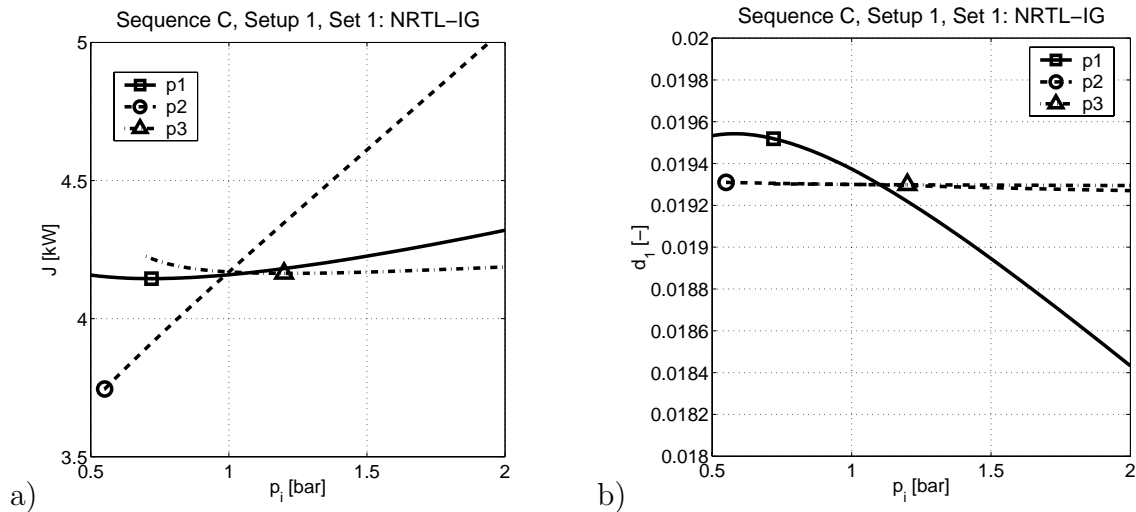 Sequence C, Setup 1, Set 1: NRTL−IG
5
4.5
4
3.5
J [kW]
p1
p2
p3
0.5 1 1.5 2
p_i [bar]
a)
Sequence C, Setup 1, Set 1: NRTL−IG
0.02
0.0198
0.0196
0.0194
0.0192
0.019
0.0188
0.0186
0.0184
0.0182
0.018
d_1 [−]
p1
p2
p3
0.5 1 1.5 2
p_i [bar]
b)